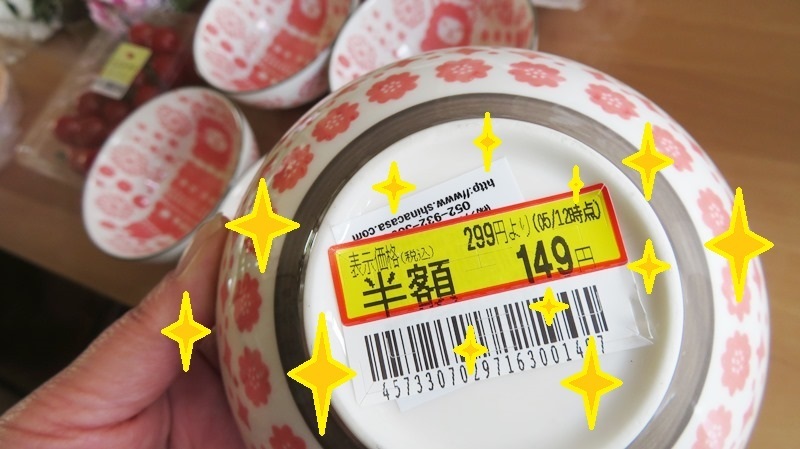 http://www.shinacasa.com
052-932-
表示価格(税込)
299円より(05/12時点)
半額 149円